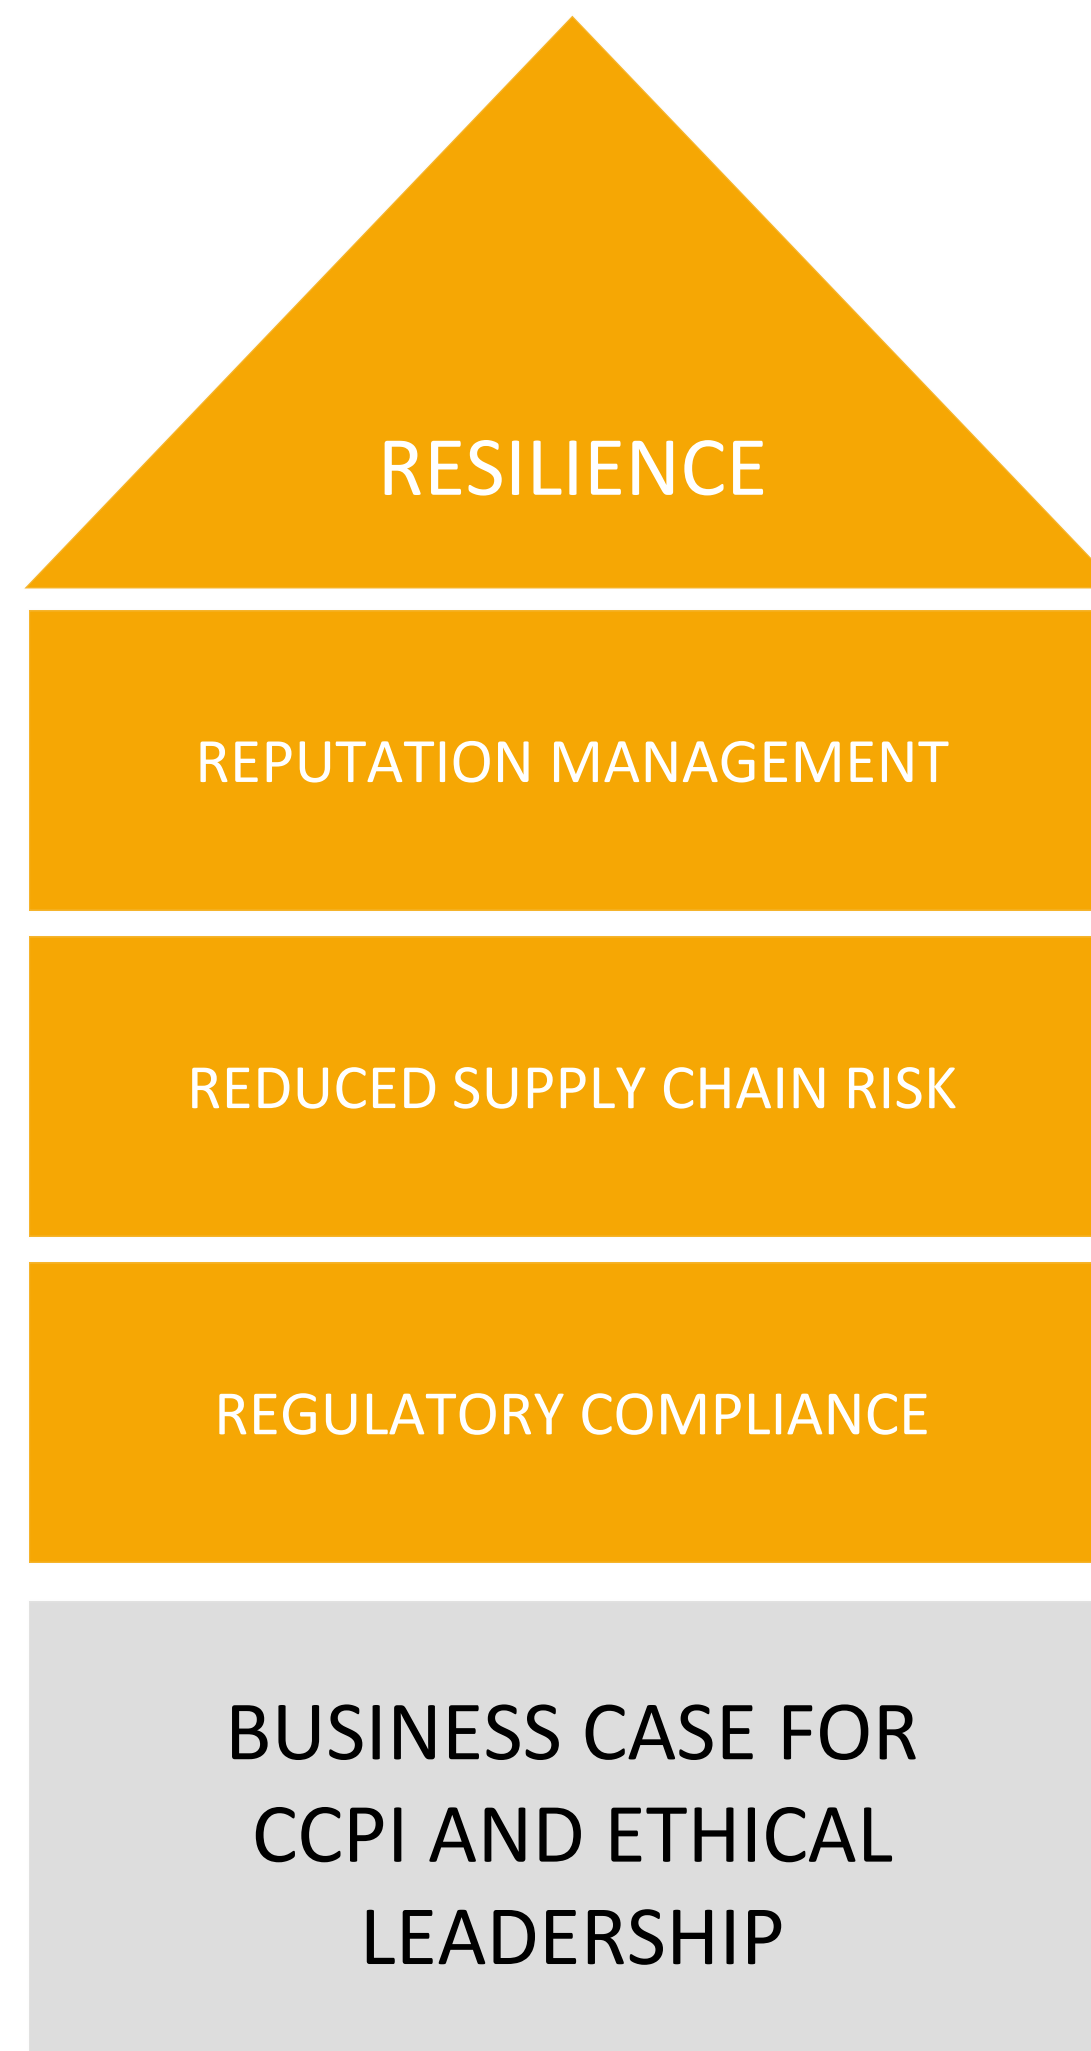 RESILIENCE
REPUTATION MANAGEMENT
REDUCED SUPPLY CHAIN RISK
REGULATORY COMPLIANCE
BUSINESS CASE FOR
CCPI AND ETHICAL
LEADERSHIP